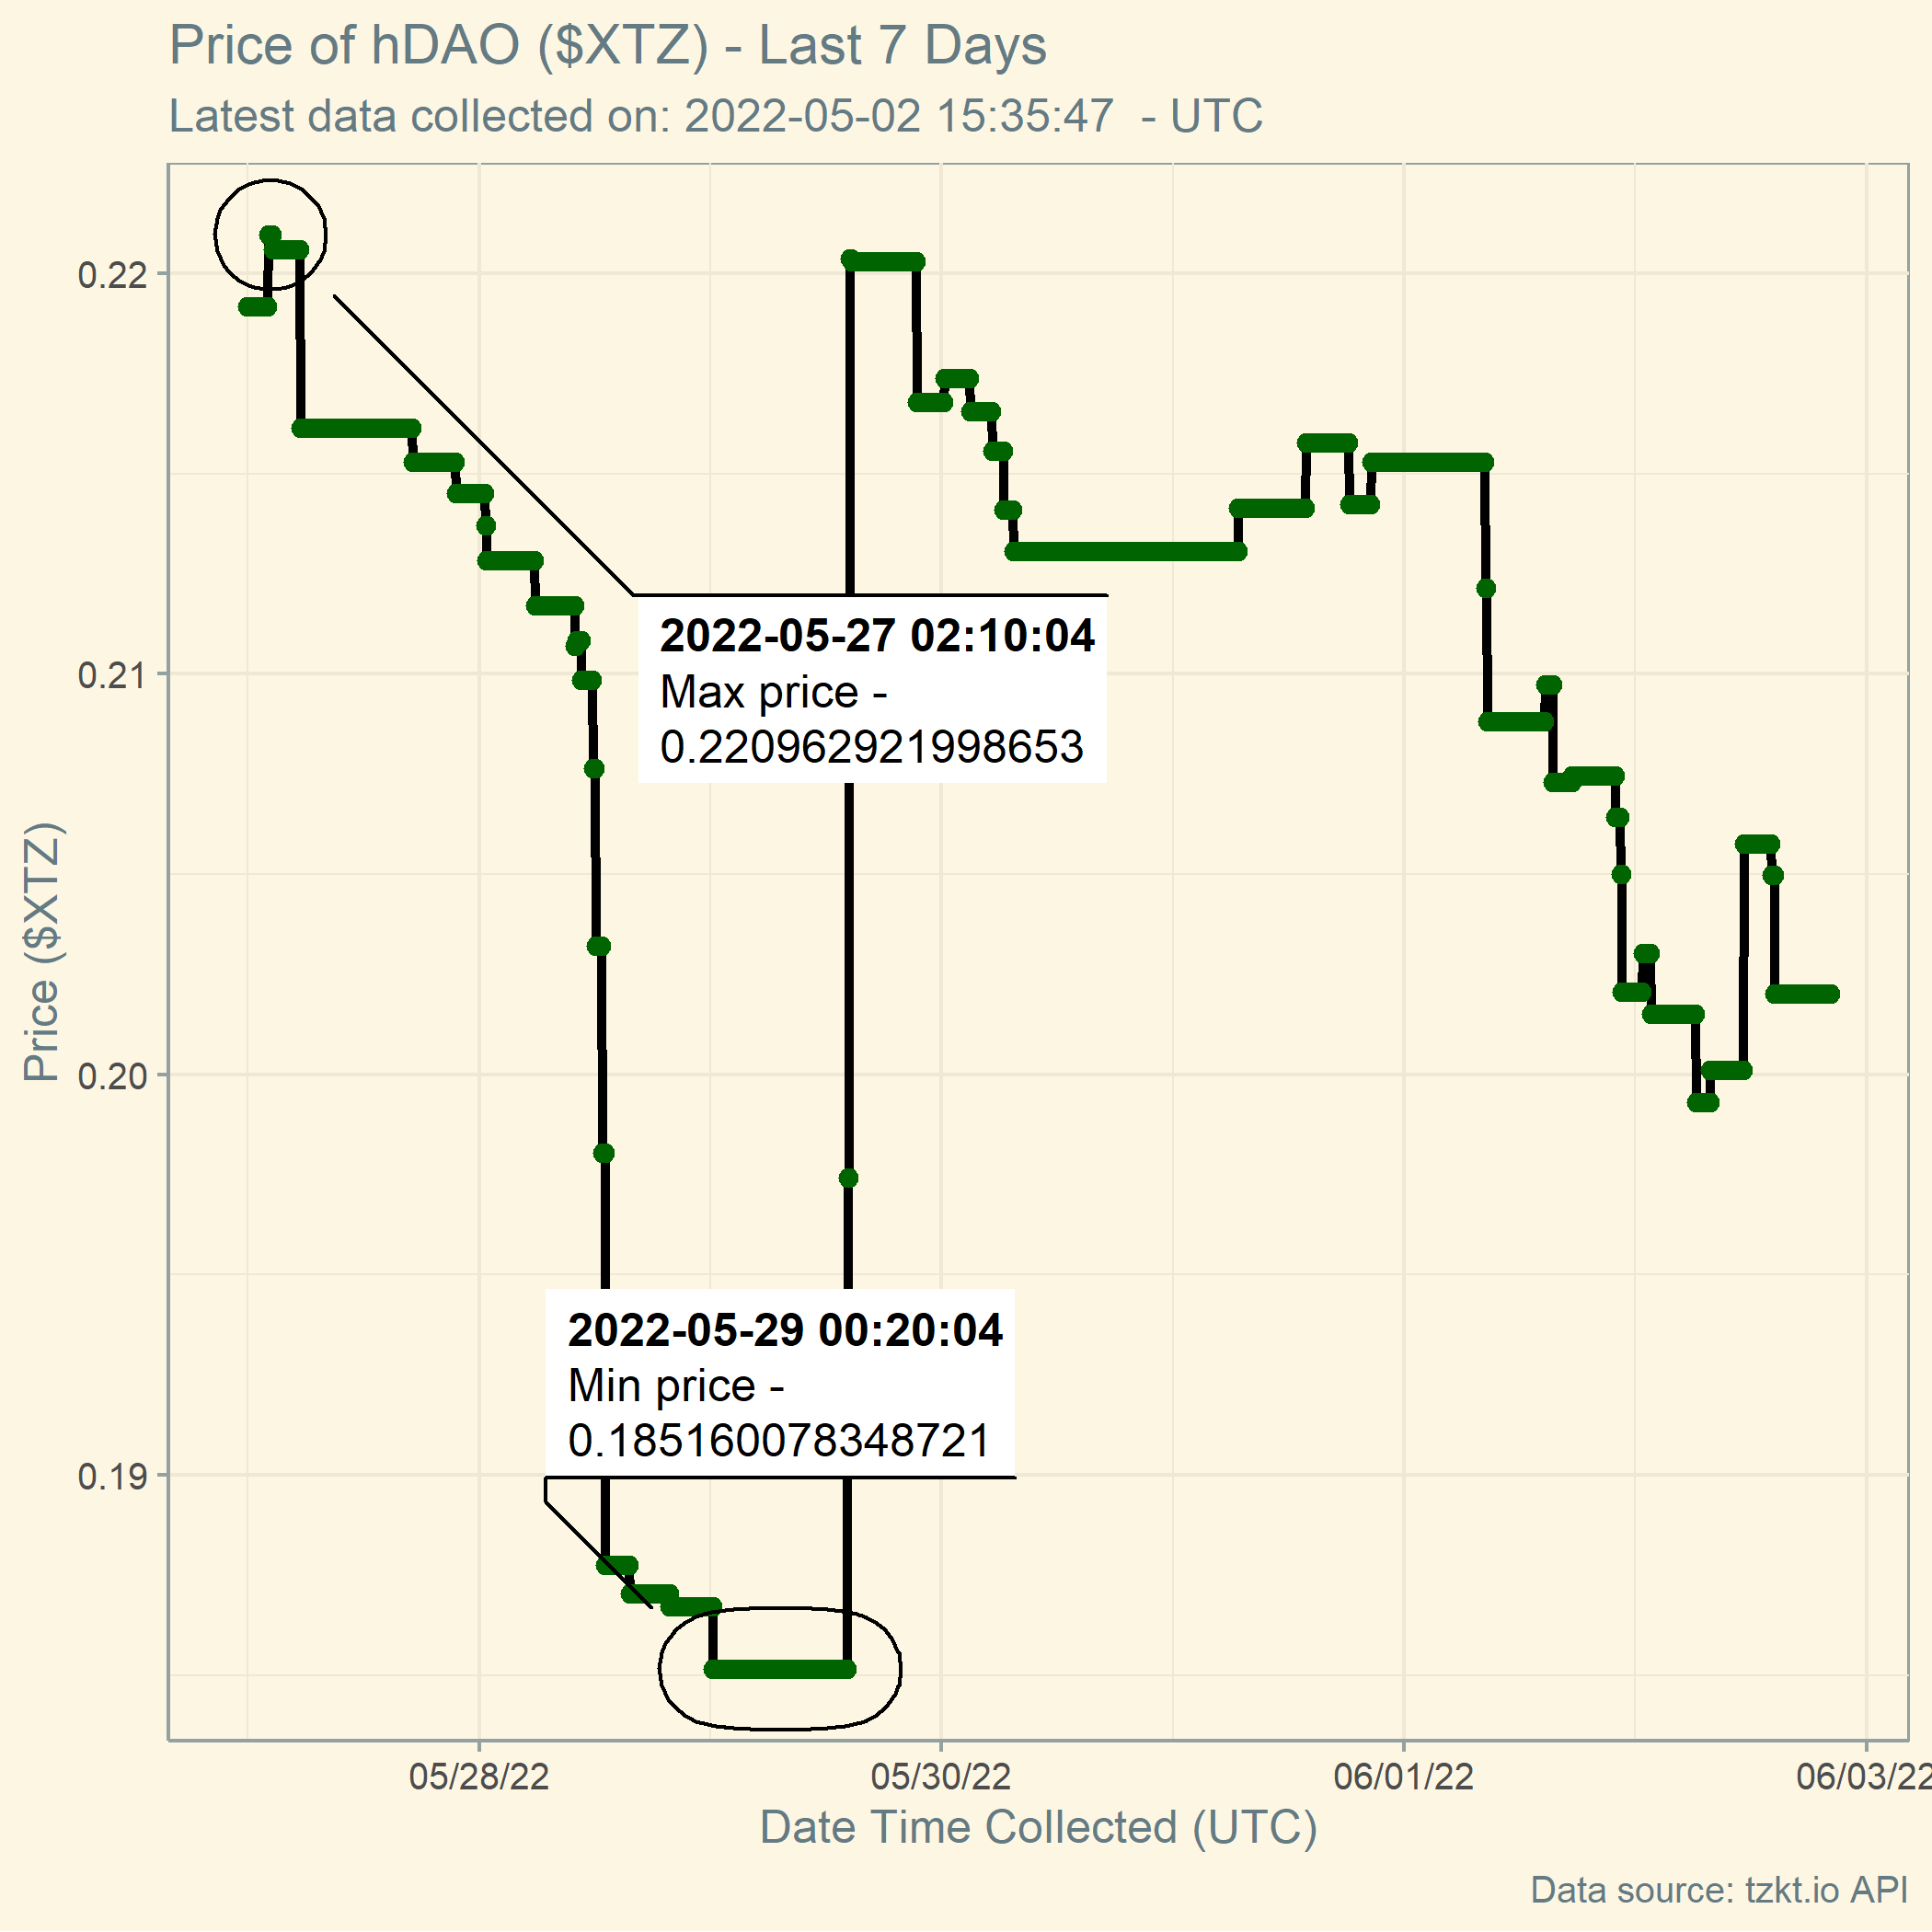 Price of hDAO ($XTZ) - Last 7 Days
Latest data collected on: 2022-05-02 15:35:47  - UTC
0.22
0.21
0.20
0.19
Price ($XTZ)
2022-05-27 02:10:04
Max price -
0.220962921998653
2022-05-29 00:20:04
Min price -
0.185160078348721
05/28/22
05/30/22
06/01/22
06/03/22
Date Time Collected (UTC)
Data source: tzkt.io API